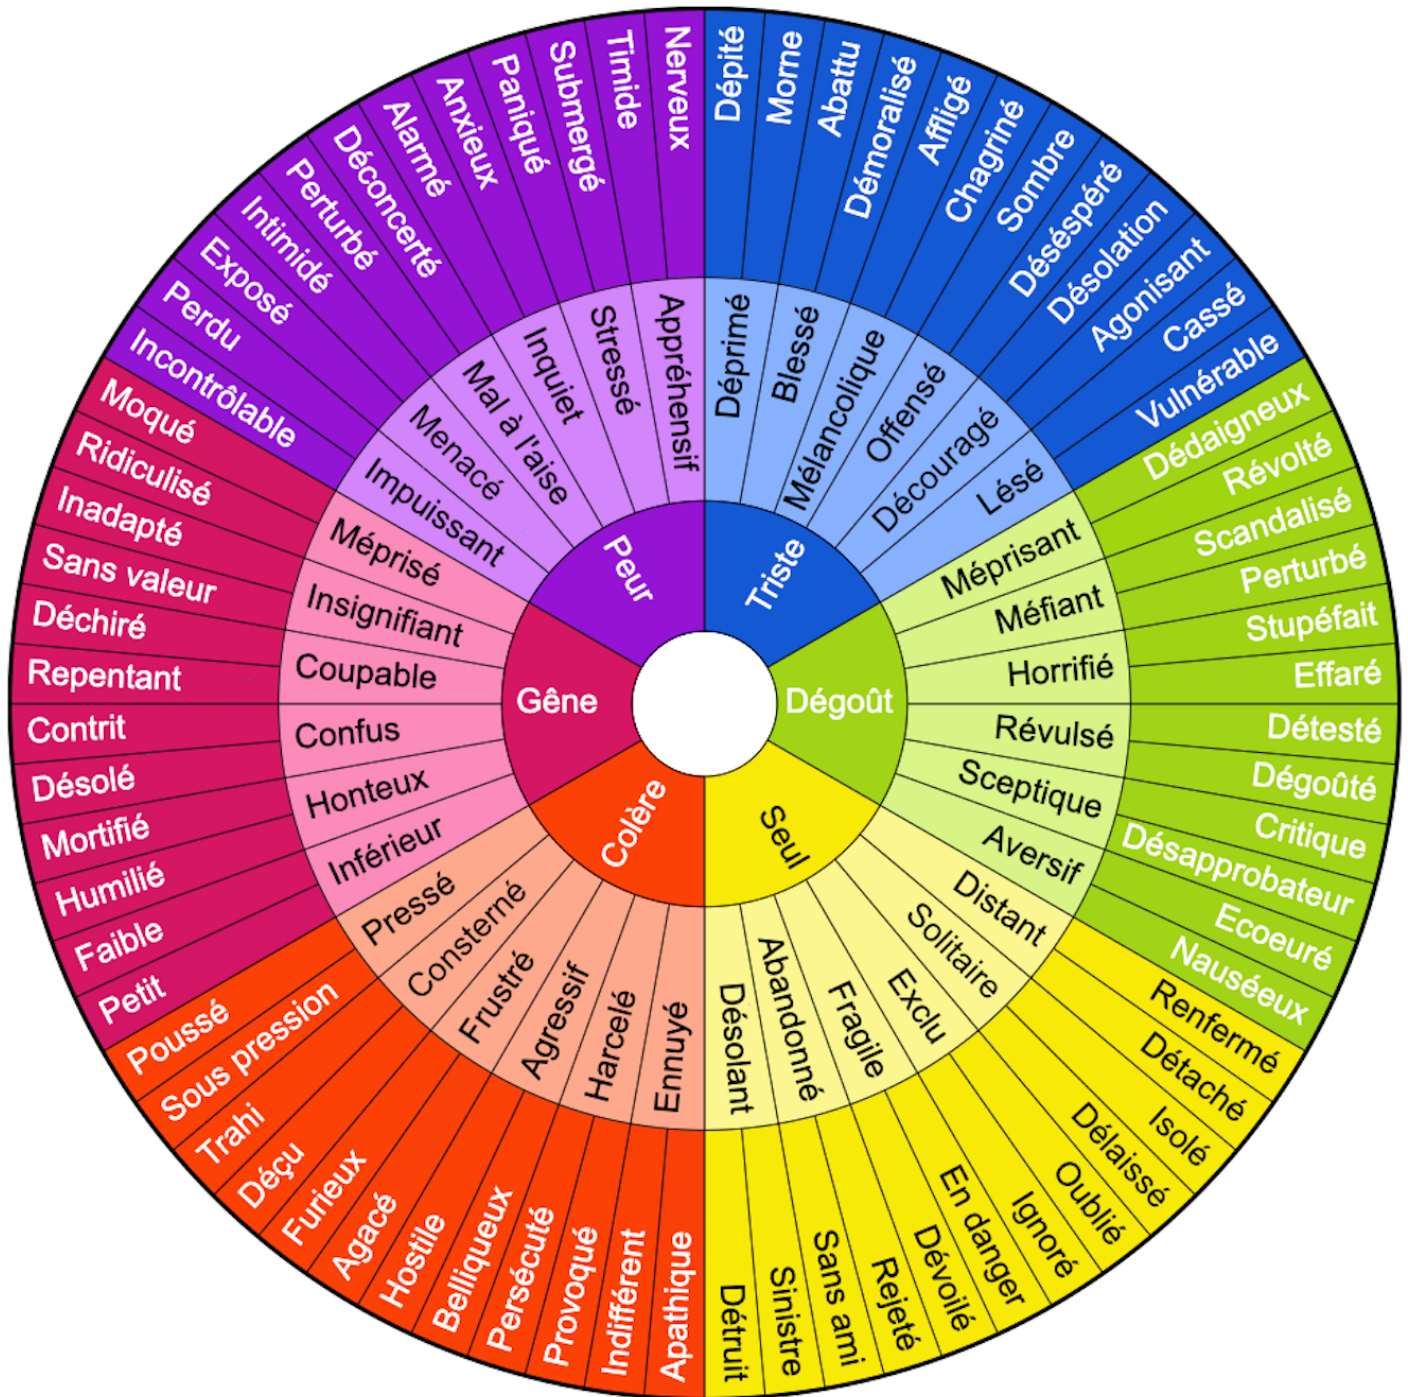 Peur
Triste
Dégoût
Seul
Colère
Gêne
Déprimé
Blessé
Mélancolique
Offensé
Découragé
Lésé
Méprisant
Méfiant
Horrifié
Révulsé
Sceptique
Aversif
Distant
Solitaire
Exclu
Fragile
Abandonné
Désolant
Ennuyé
Harcelé
Agressif
Frustré
Consterné
Pressé
Inférieur
Honteux
Confus
Coupable
Insignifiant
Méprisé
Impuissant
Menacé
Mal à l'aise
Inquiet
Stressé
Appréhensif
Dépité
Morne
Abattu
Démoralisé
Affligé
Chagriné
Sombre
Déséspéré
Désolation
Agonisant
Cassé
Vulnérable
Dédaigneux
Révolté
Scandalisé
Perturbé
Stupéfait
Effaré
Détesté
Dégoûté
Critique
Désapprobateur
Ecoeuré
Nauséeux
Renfermé
Détaché
Isolé
Délaissé
Oublié
Ignoré
En danger
Dévoilé
Rejeté
Sans ami
Sinistre
Détruit
Apathique
Indifférent
Provoqué
Persécuté
Belliqueux
Hostile
Agacé
Furieux
Déçu
Trahi
Sous pression
Poussé
Petit
Faible
Humilié
Mortifié
Désolé
Contrit
Repentant
Déchiré
Sans valeur
Inadapté
Ridiculisé
Moqué
Incontrôlable
Perdu
Exposé
Intimidé
Perturbé
Déconcerté
Alarmé
Anxieux
Paniqué
Submergé
Timide
Nerveux